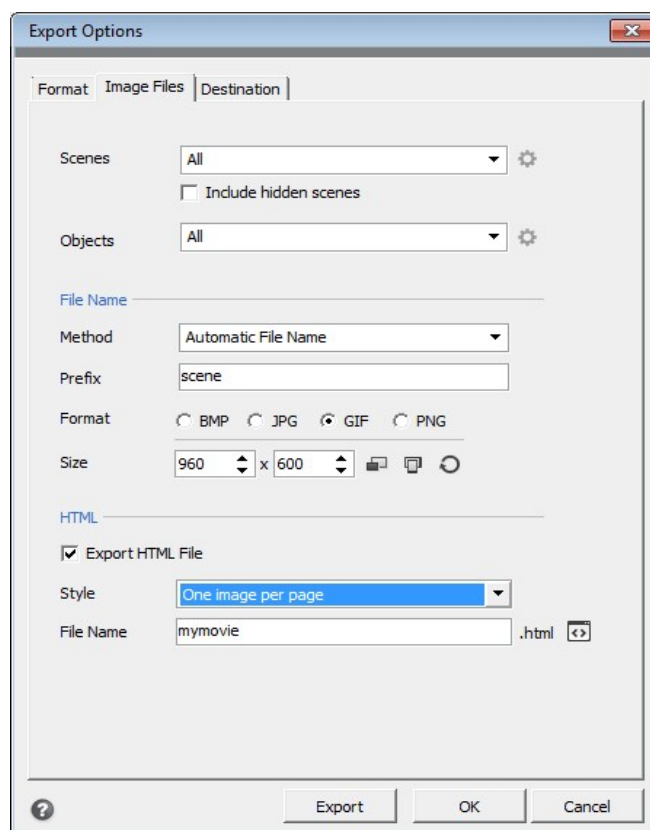 Export Options
Format Image Files Destination
Scenes All
Include hidden scenes
Objects All
File Name
Method Automatic File Name
Prefix scene
Format BMP JPG GIF PNG
Size 960 x 600
HTML
Export HTML File
Style One image per page
File Name mymovie .html
Export OK Cancel